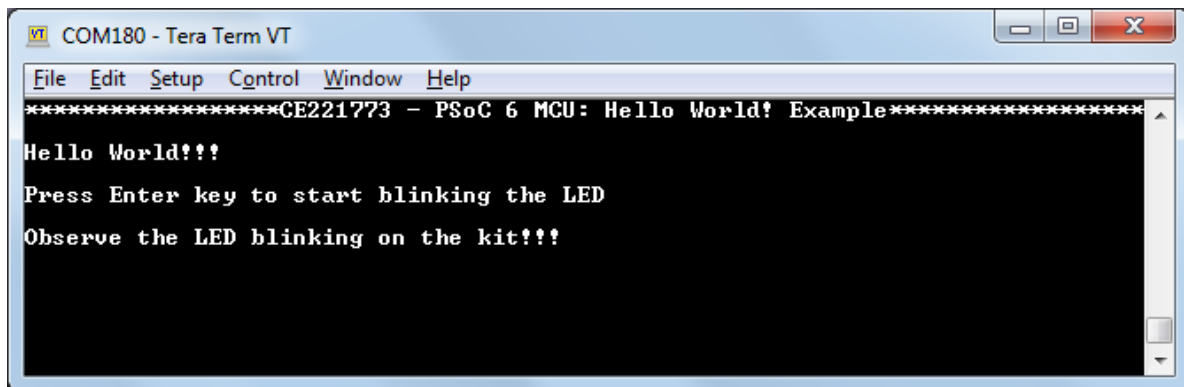 COM180 - Tera Term VT
File Edit Setup Control Window Help
*******************CE221773 - PSoC 6 MCU: Hello World! Example*******************
Hello World!!!
Press Enter key to start blinking the LED
Observe the LED blinking on the kit!!!